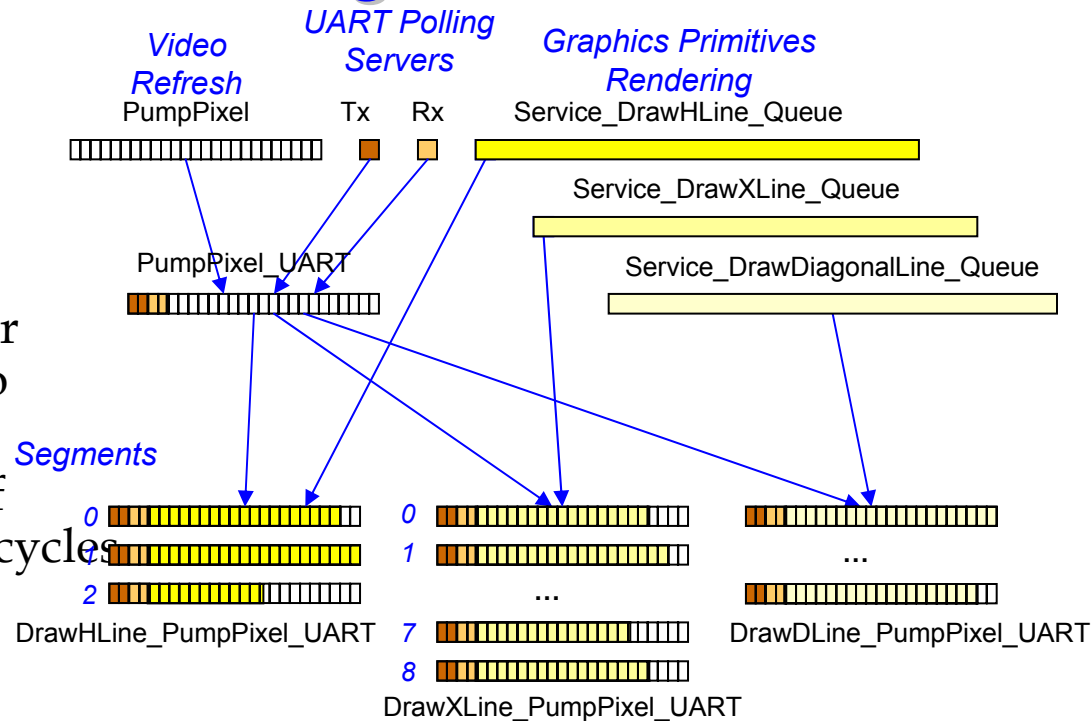 UART Polling
Servers
Video
Refresh
Graphics Primitives
Rendering
PumpPixel
Tx
Rx
Service_DrawHLine_Queue
Service_DrawXLine_Queue
PumpPixel_UART
Service_DrawDiagonalLine_Queue
r
Segments
f
cycles
0
1
2
DrawHLine_PumpPixel_UART
0
1
...
7
8
DrawXLine_PumpPixel_UART
...
DrawDLine_PumpPixel_UART